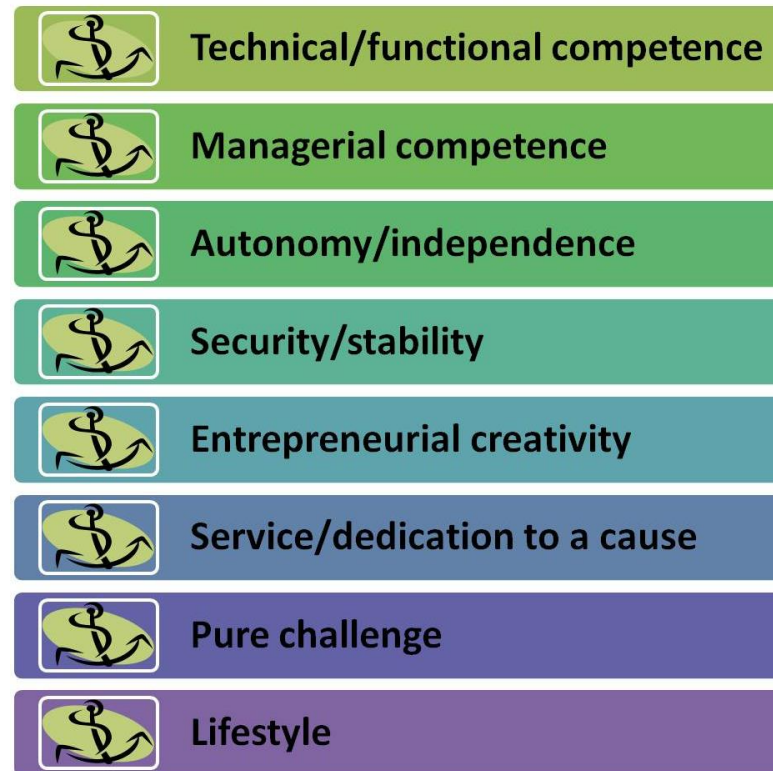 Technical/functional competence
Managerial competence
Autonomy/independence
Security/stability
Entrepreneurial creativity
Service/dedication to a cause
Pure challenge
Lifestyle